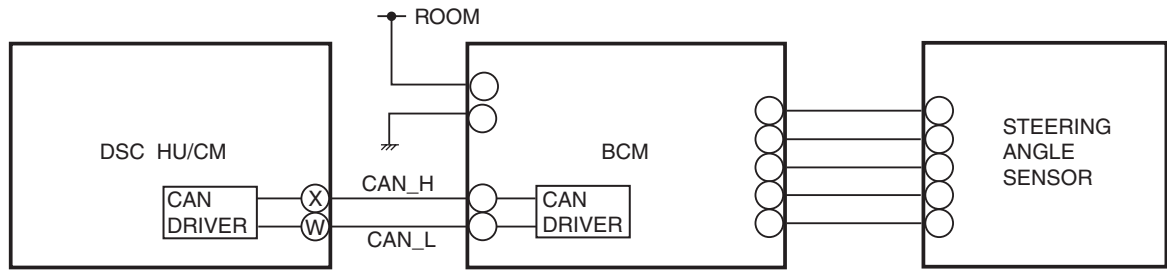 ROOM
DSC HU/CM
BCM
STEERING
ANGLE
SENSOR
CAN
DRIVER
X
W
CAN_H
CAN_L
CAN
DRIVER